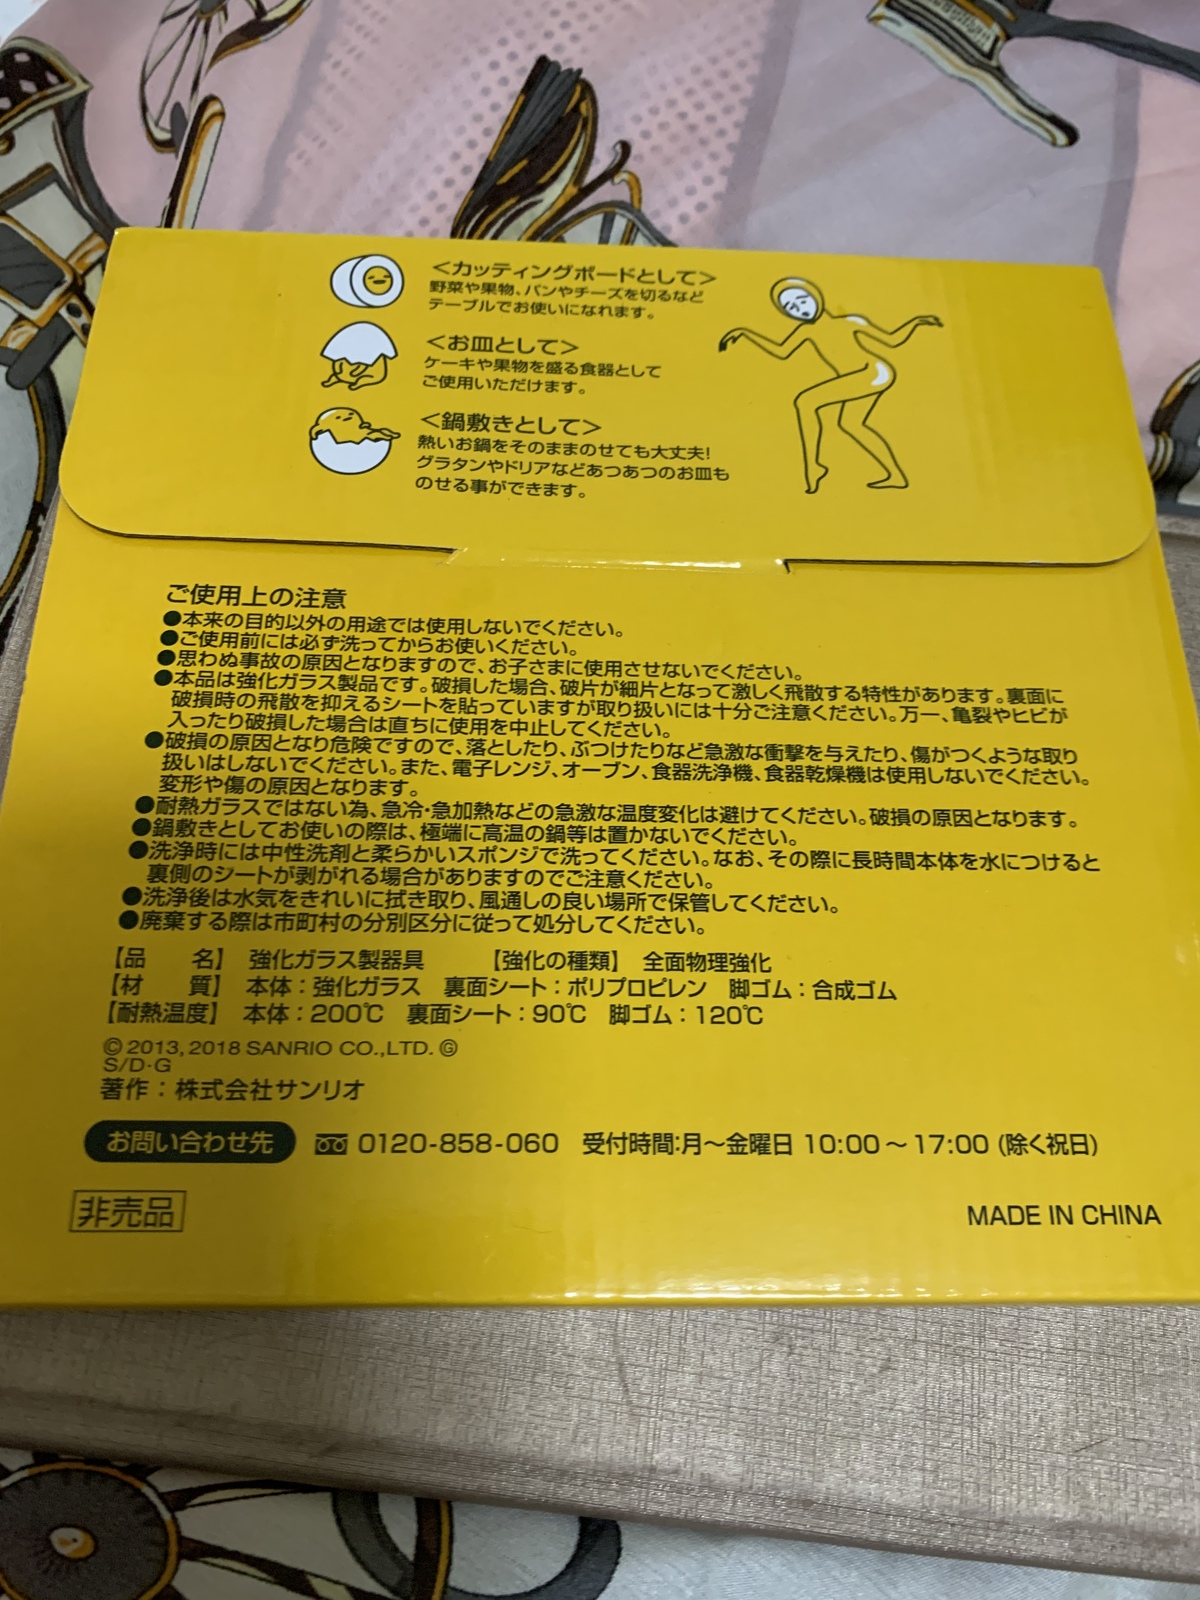 ＜カッティングボードとして＞
野菜や果物、パンやチーズを切るなど
テーブルでお使いになれます。
＜お皿として＞
ケーキや果物を盛る食器として
ご使用いただけます。
＜鍋敷きとして＞
熱いお鍋をそのままのせても大丈夫!
グラタンやドリアなどあつあつのお皿も
のせる事ができます。
ご使用上の注意
●本来の目的以外の用途では使用しないでください。
●ご使用前には必ず洗ってからお使いください。
●思わぬ事故の原因となりますので、お子さまに使用させないでください。
●本品は強化ガラス製品です。破損した場合、破片が細片となって激しく飛散する特性があります。裏面に
破損時の飛散を抑えるシートを貼っていますが取り扱いには十分ご注意ください。万一、亀裂やヒビが
入ったり破損した場合は直ちに使用を中止してください。
●破損の原因となり危険ですので、落としたり、ぶつけたりなど急激な衝撃を与えたり、傷がつくような取り
扱いはしないでください。また、電子レンジ、オーブン、食器洗浄機、食器乾燥機は使用しないでください。
変形や傷の原因となります。
●耐熱ガラスではない為、急冷・急加熱などの急激な温度変化は避けてください。破損の原因となります。
●鍋敷きとしてお使いの際は、極端に高温の鍋等は置かないでください。
●洗浄時には中性洗剤と柔らかいスポンジで洗ってください。なお、その際に長時間本体を水につけると
裏側のシートが剥がれる場合がありますのでご注意ください。
●洗浄後は水気をきれいに拭き取り、風通しの良い場所で保管してください。
●廃棄する際は市町村の分別区分に従って処分してください。
【品　名】 強化ガラス製器具 【強化の種類】 全面物理強化
【材　質】 本体：強化ガラス 裏面シート：ポリプロピレン 脚ゴム：合成ゴム
【耐熱温度】 本体：200℃ 裏面シート：90℃ 脚ゴム：120℃
© 2013, 2018 SANRIO CO.,LTD. Ⓖ
S/D·G
著作：株式会社サンリオ
お問い合わせ先 0120-858-060 受付時間:月～金曜日 10:00～17:00 (除く祝日)
非売品
MADE IN CHINA